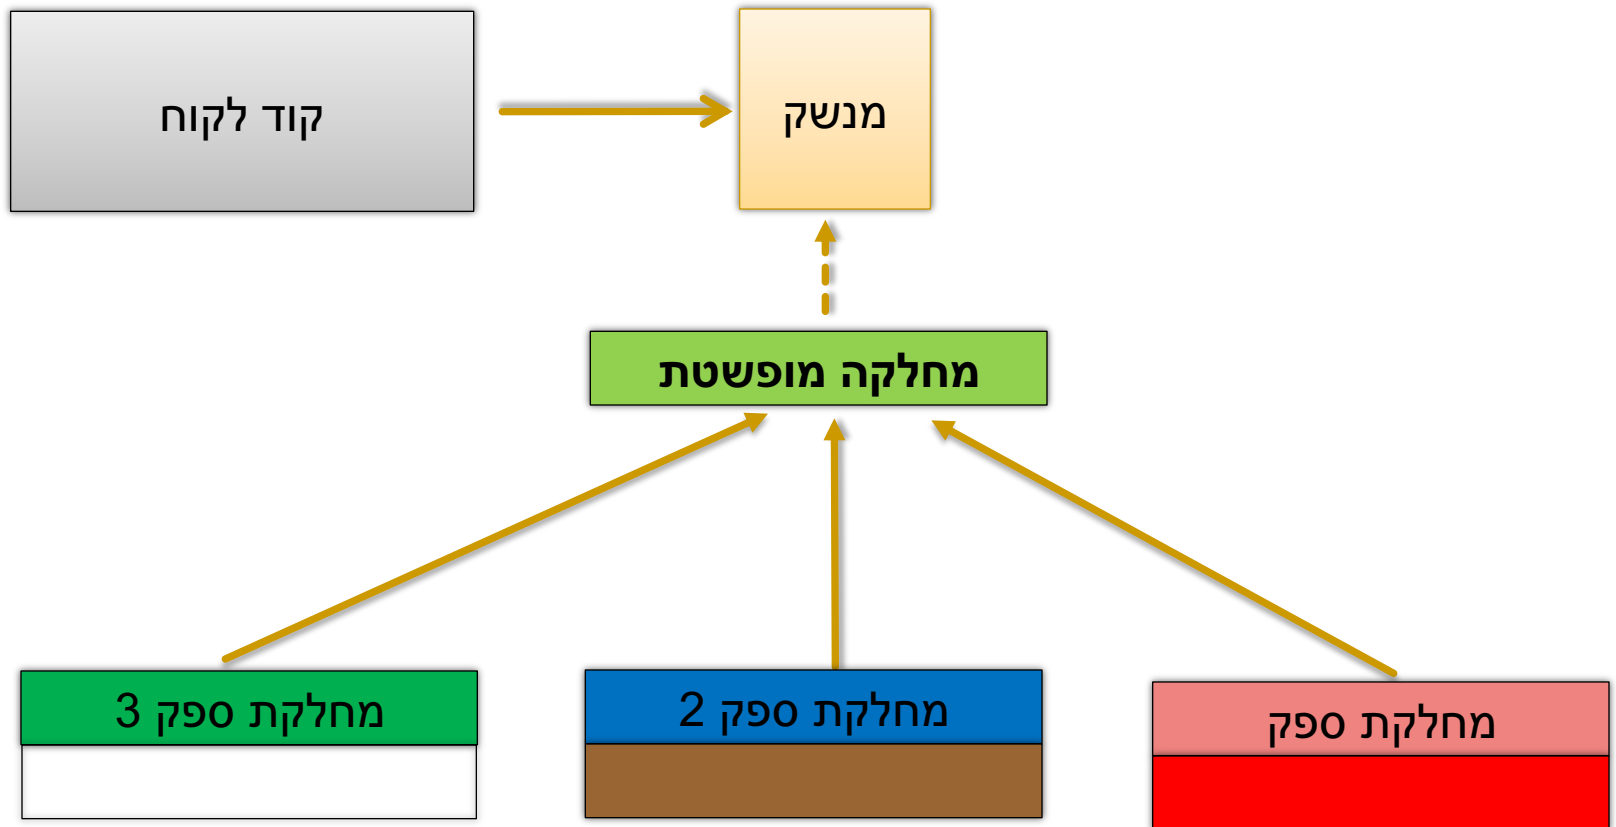 קוד לקוח
מנשק
מחלקה מופשטת
מחלקת ספק
מחלקת ספק 2
מחלקת ספק 3